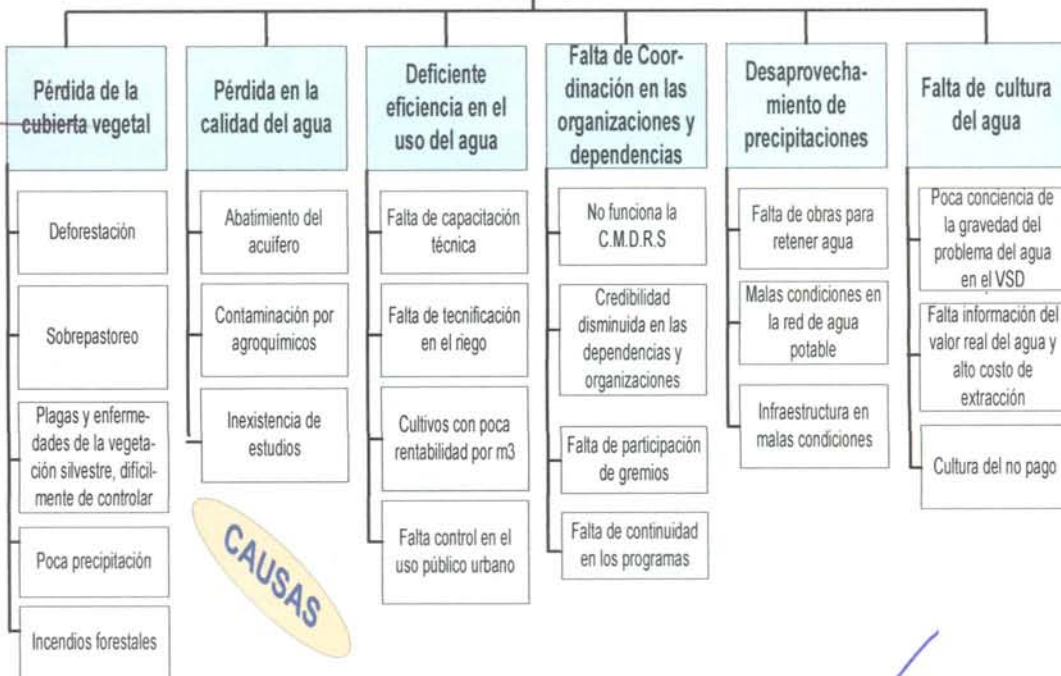 Pérdida de la
cubierta vegetal
Deforestación
Sobrepastoreo
Plagas y enferme-
dades de la vegeta-
ción silvestre, difícil-
mente de controlar
Poca precipitación
Incendios forestales
Pérdida en la
calidad del agua
Abatimiento del
acuífero
Contaminación por
agroquímicos
Inexistencia de
estudios
Deficiente
eficiencia en el
uso del agua
Falta de capacitación
técnica
Falta de tecnificación
en el riego
Cultivos con poca
rentabilidad por m3
Falta control en el
uso público urbano
Falta de Coor-
dinación en las
organizaciones y
dependencias
No funciona la
C.M.D.R.S
Credibilidad
disminuida en las
dependencias y
organizaciones
Falta de participación
de gremios
Falta de continuidad
en los programas
Desaprovecha-
miento de
precipitaciones
Falta de obras para
retener agua
Malas condiciones en
la red de agua
potable
Infraestructura en
malas condiciones
Falta de cultura
del agua
Poca conciencia de
la gravedad del
problema del agua
en el VSD
Falta información del
valor real del agua y
alto costo de
extracción
Cultura del no pago
CAUSAS